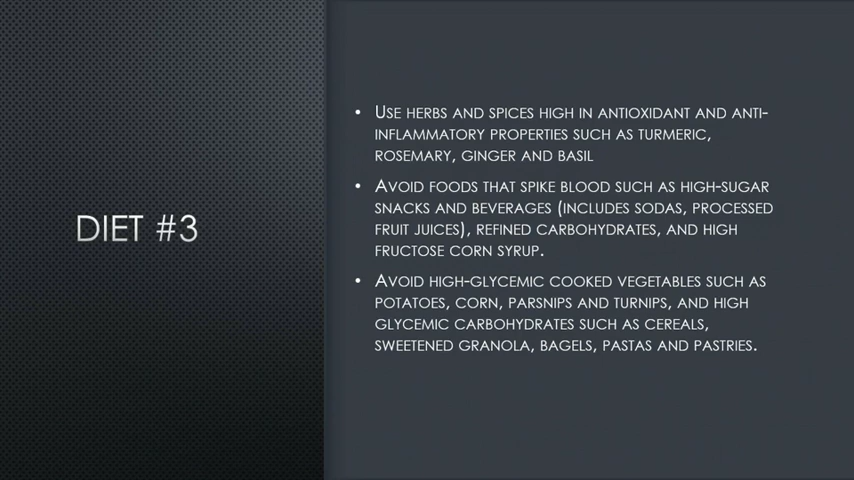 DIET #3
• USE HERBS AND SPICES HIGH IN ANTIOXIDANT AND ANTI-
INFLAMMATORY PROPERTIES SUCH AS TURMERIC,
ROSEMARY, GINGER AND BASIL
• AVOID FOODS THAT SPIKE BLOOD SUCH AS HIGH-SUGAR
SNACKS AND BEVERAGES (INCLUDES SODAS, PROCESSED
FRUIT JUICES), REFINED CARBOHYDRATES, AND HIGH
FRUCTOSE CORN SYRUP.
• AVOID HIGH-GLYCEMIC COOKED VEGETABLES SUCH AS
POTATOES, CORN, PARSNIPS AND TURNIPS, AND HIGH
GLYCEMIC CARBOHYDRATES SUCH AS CEREALS,
SWEETENED GRANOLA, BAGELS, PASTAS AND PASTRIES.